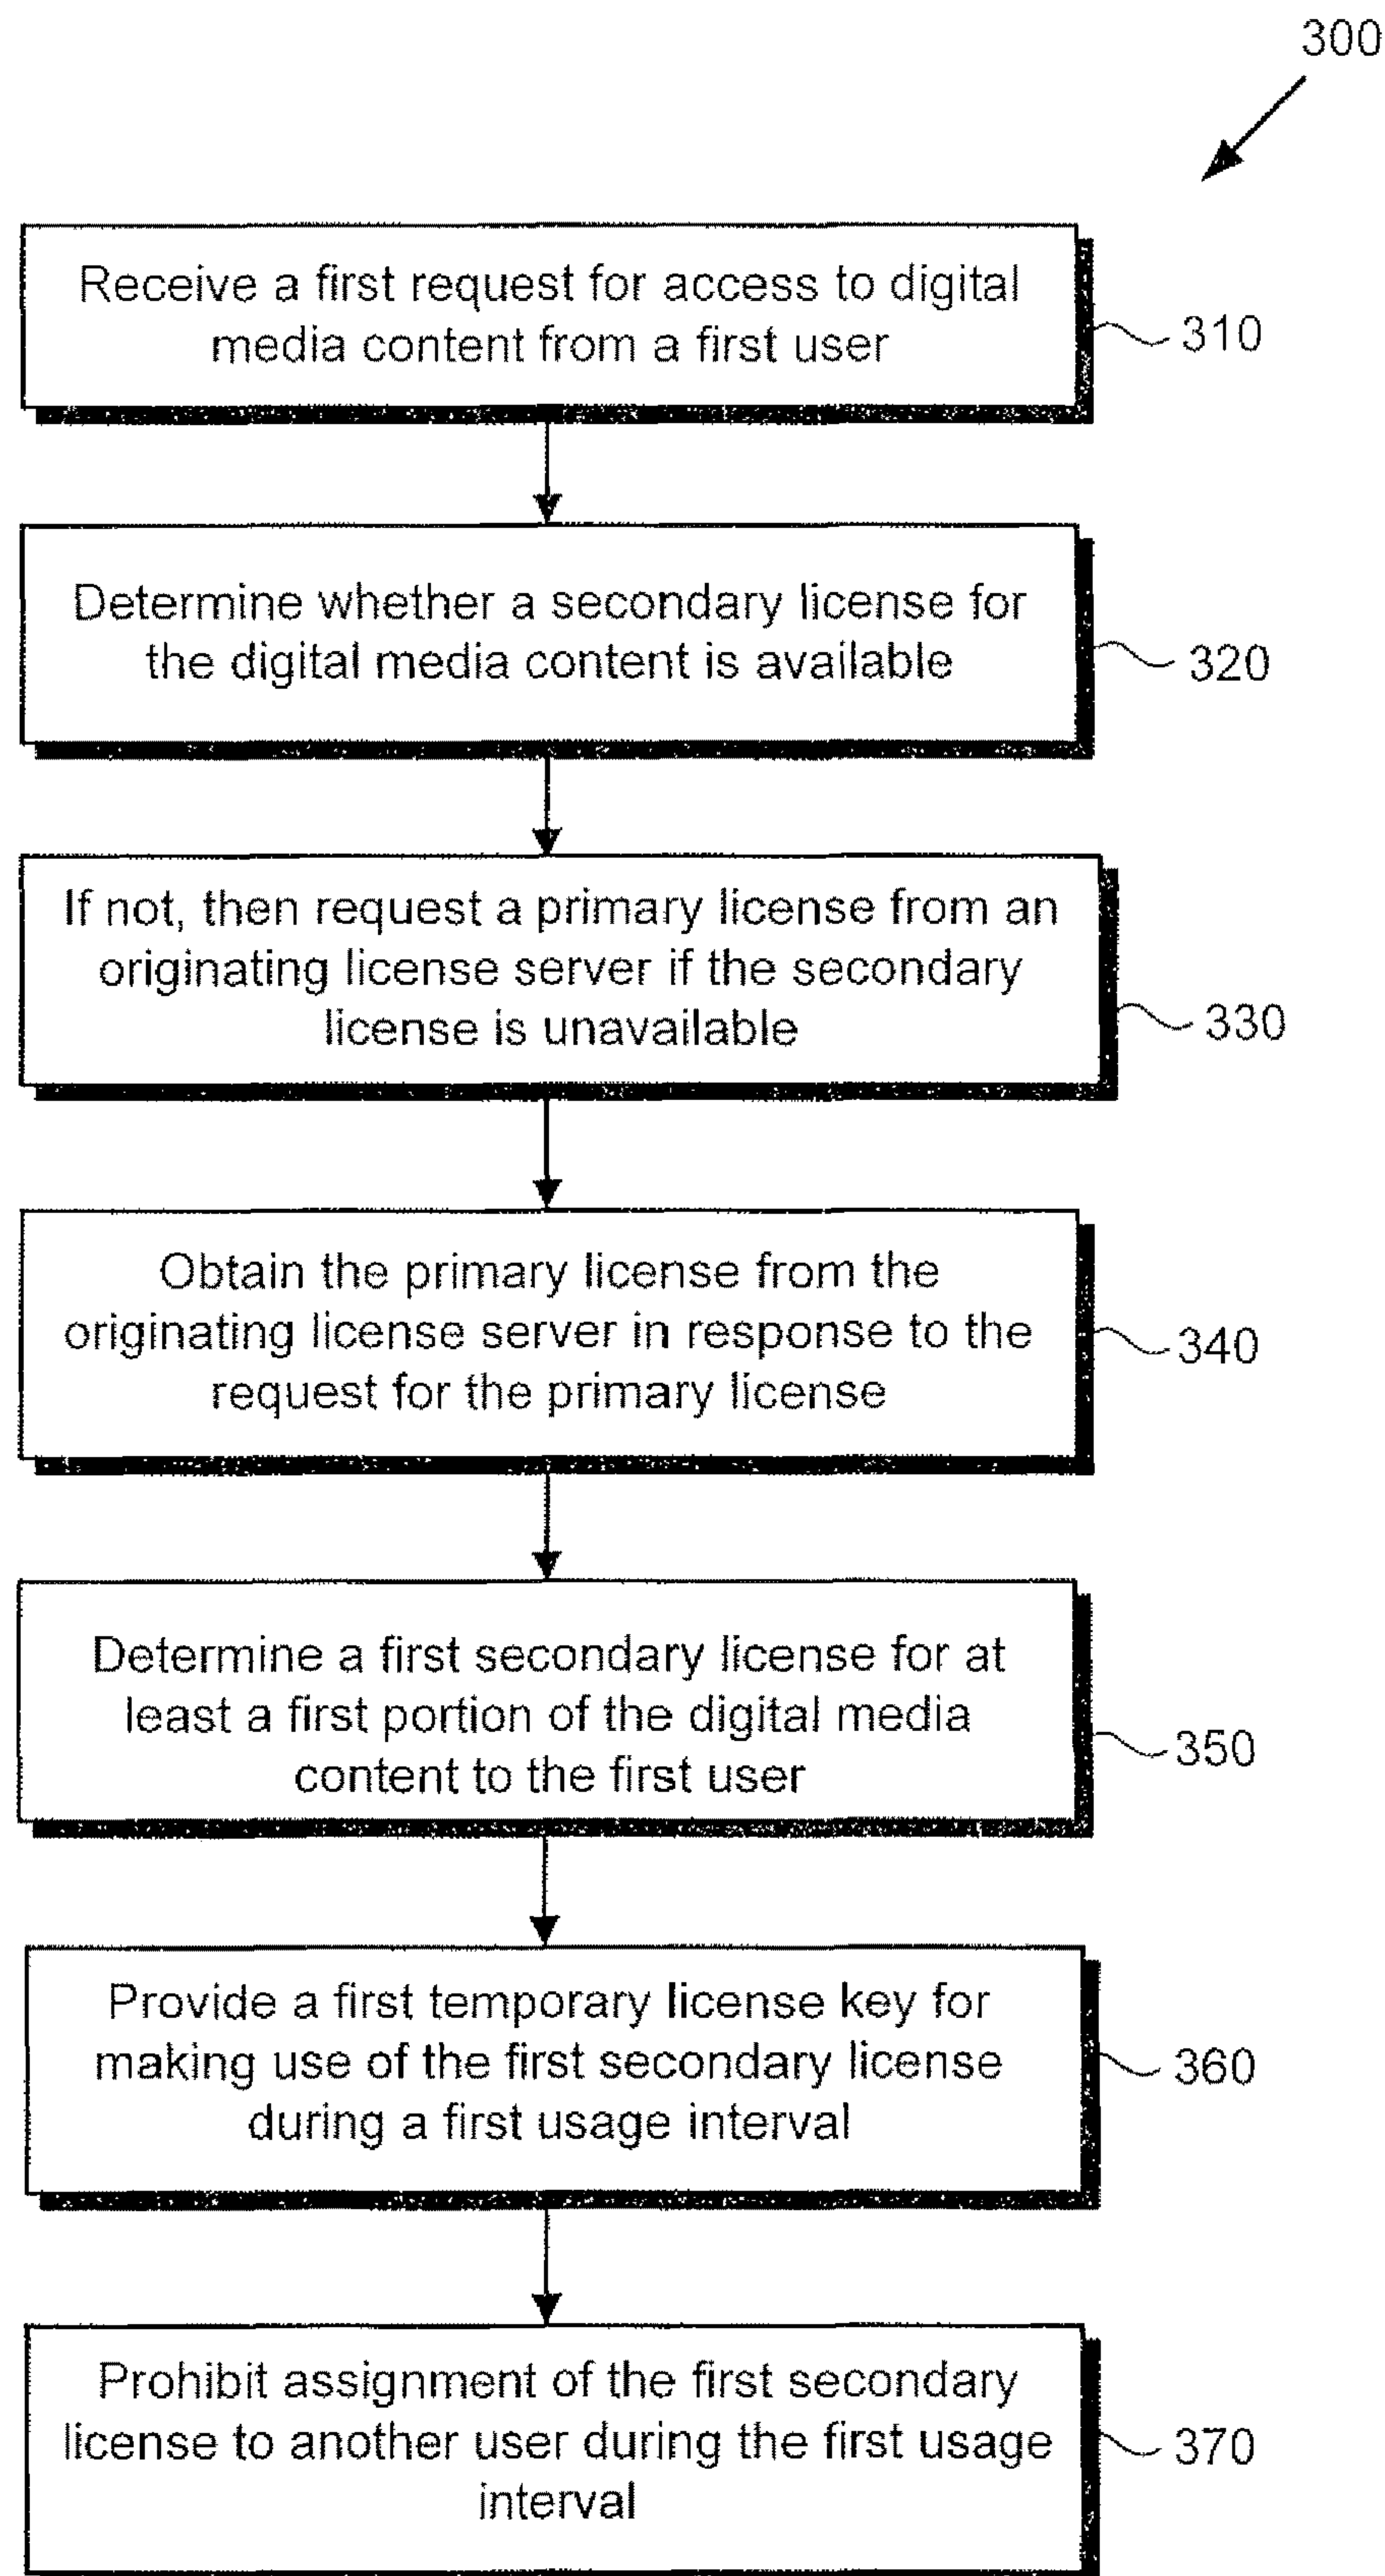 300
Receive a first request for access to digital
media content from a first user
310
Determine whether a secondary license for
the digital media content is available
320
If not, then request a primary license from an
originating license server if the secondary
license is unavailable
330
Obtain the primary license from the
originating license server in response to the
request for the primary license
340
Determine a first secondary license for at
least a first portion of the digital media
content to the first user
350
Provide a first temporary license key for
making use of the first secondary license
during a first usage interval
360
Prohibit assignment of the first secondary
license to another user during the first usage
interval
370